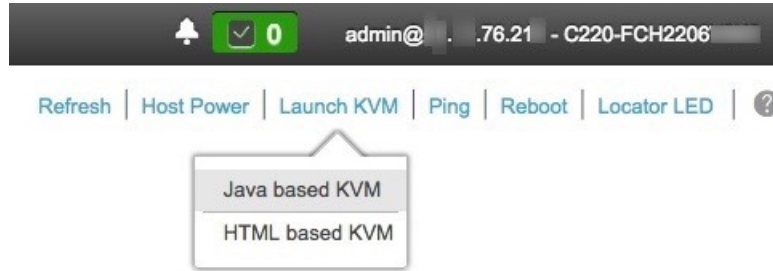 0 admin@ . .76.21 - C220-FCH2206
Refresh | Host Power | Launch KVM | Ping | Reboot | Locator LED | ?
Java based KVM
HTML based KVM